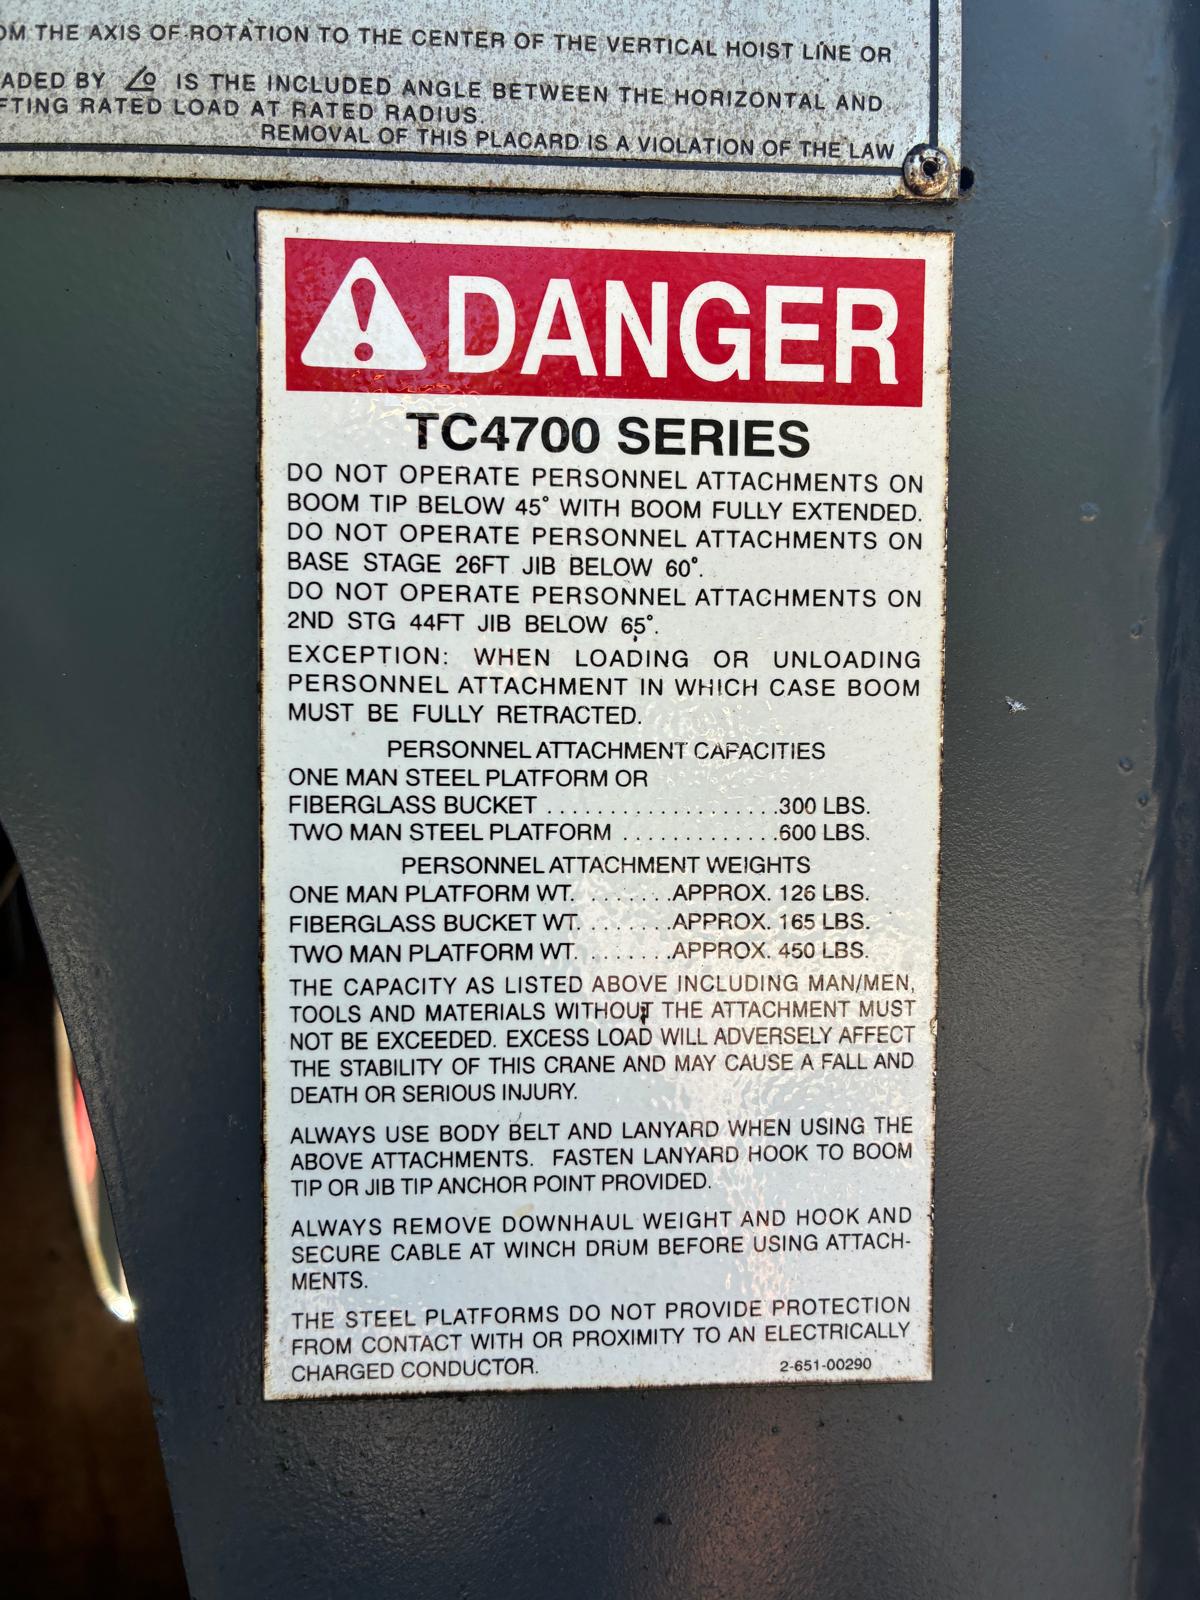 OM THE AXIS OF ROTATION TO THE CENTER OF THE VERTICAL HOIST LINE OR
ADED BY ∠o IS THE INCLUDED ANGLE BETWEEN THE HORIZONTAL AND
FTING RATED LOAD AT RATED RADIUS.
REMOVAL OF THIS PLACARD IS A VIOLATION OF THE LAW
DANGER
TC4700 SERIES
DO NOT OPERATE PERSONNEL ATTACHMENTS ON
BOOM TIP BELOW 45° WITH BOOM FULLY EXTENDED.
DO NOT OPERATE PERSONNEL ATTACHMENTS ON
BASE STAGE 26FT JIB BELOW 60°.
DO NOT OPERATE PERSONNEL ATTACHMENTS ON
2ND STG 44FT JIB BELOW 65°.
EXCEPTION: WHEN LOADING OR UNLOADING
PERSONNEL ATTACHMENT IN WHICH CASE BOOM
MUST BE FULLY RETRACTED.
PERSONNEL ATTACHMENT CAPACITIES
ONE MAN STEEL PLATFORM OR
FIBERGLASS BUCKET ..................300 LBS.
TWO MAN STEEL PLATFORM ............600 LBS.
PERSONNEL ATTACHMENT WEIGHTS
ONE MAN PLATFORM WT. .......APPROX. 126 LBS.
FIBERGLASS BUCKET WT. .......APPROX. 165 LBS.
TWO MAN PLATFORM WT. .......APPROX. 450 LBS.
THE CAPACITY AS LISTED ABOVE INCLUDING MAN/MEN,
TOOLS AND MATERIALS WITHOUT THE ATTACHMENT MUST
NOT BE EXCEEDED. EXCESS LOAD WILL ADVERSELY AFFECT
THE STABILITY OF THIS CRANE AND MAY CAUSE A FALL AND
DEATH OR SERIOUS INJURY.
ALWAYS USE BODY BELT AND LANYARD WHEN USING THE
ABOVE ATTACHMENTS. FASTEN LANYARD HOOK TO BOOM
TIP OR JIB TIP ANCHOR POINT PROVIDED.
ALWAYS REMOVE DOWNHAUL WEIGHT AND HOOK AND
SECURE CABLE AT WINCH DRUM BEFORE USING ATTACH-
MENTS.
THE STEEL PLATFORMS DO NOT PROVIDE PROTECTION
FROM CONTACT WITH OR PROXIMITY TO AN ELECTRICALLY
CHARGED CONDUCTOR.
2-651-00290